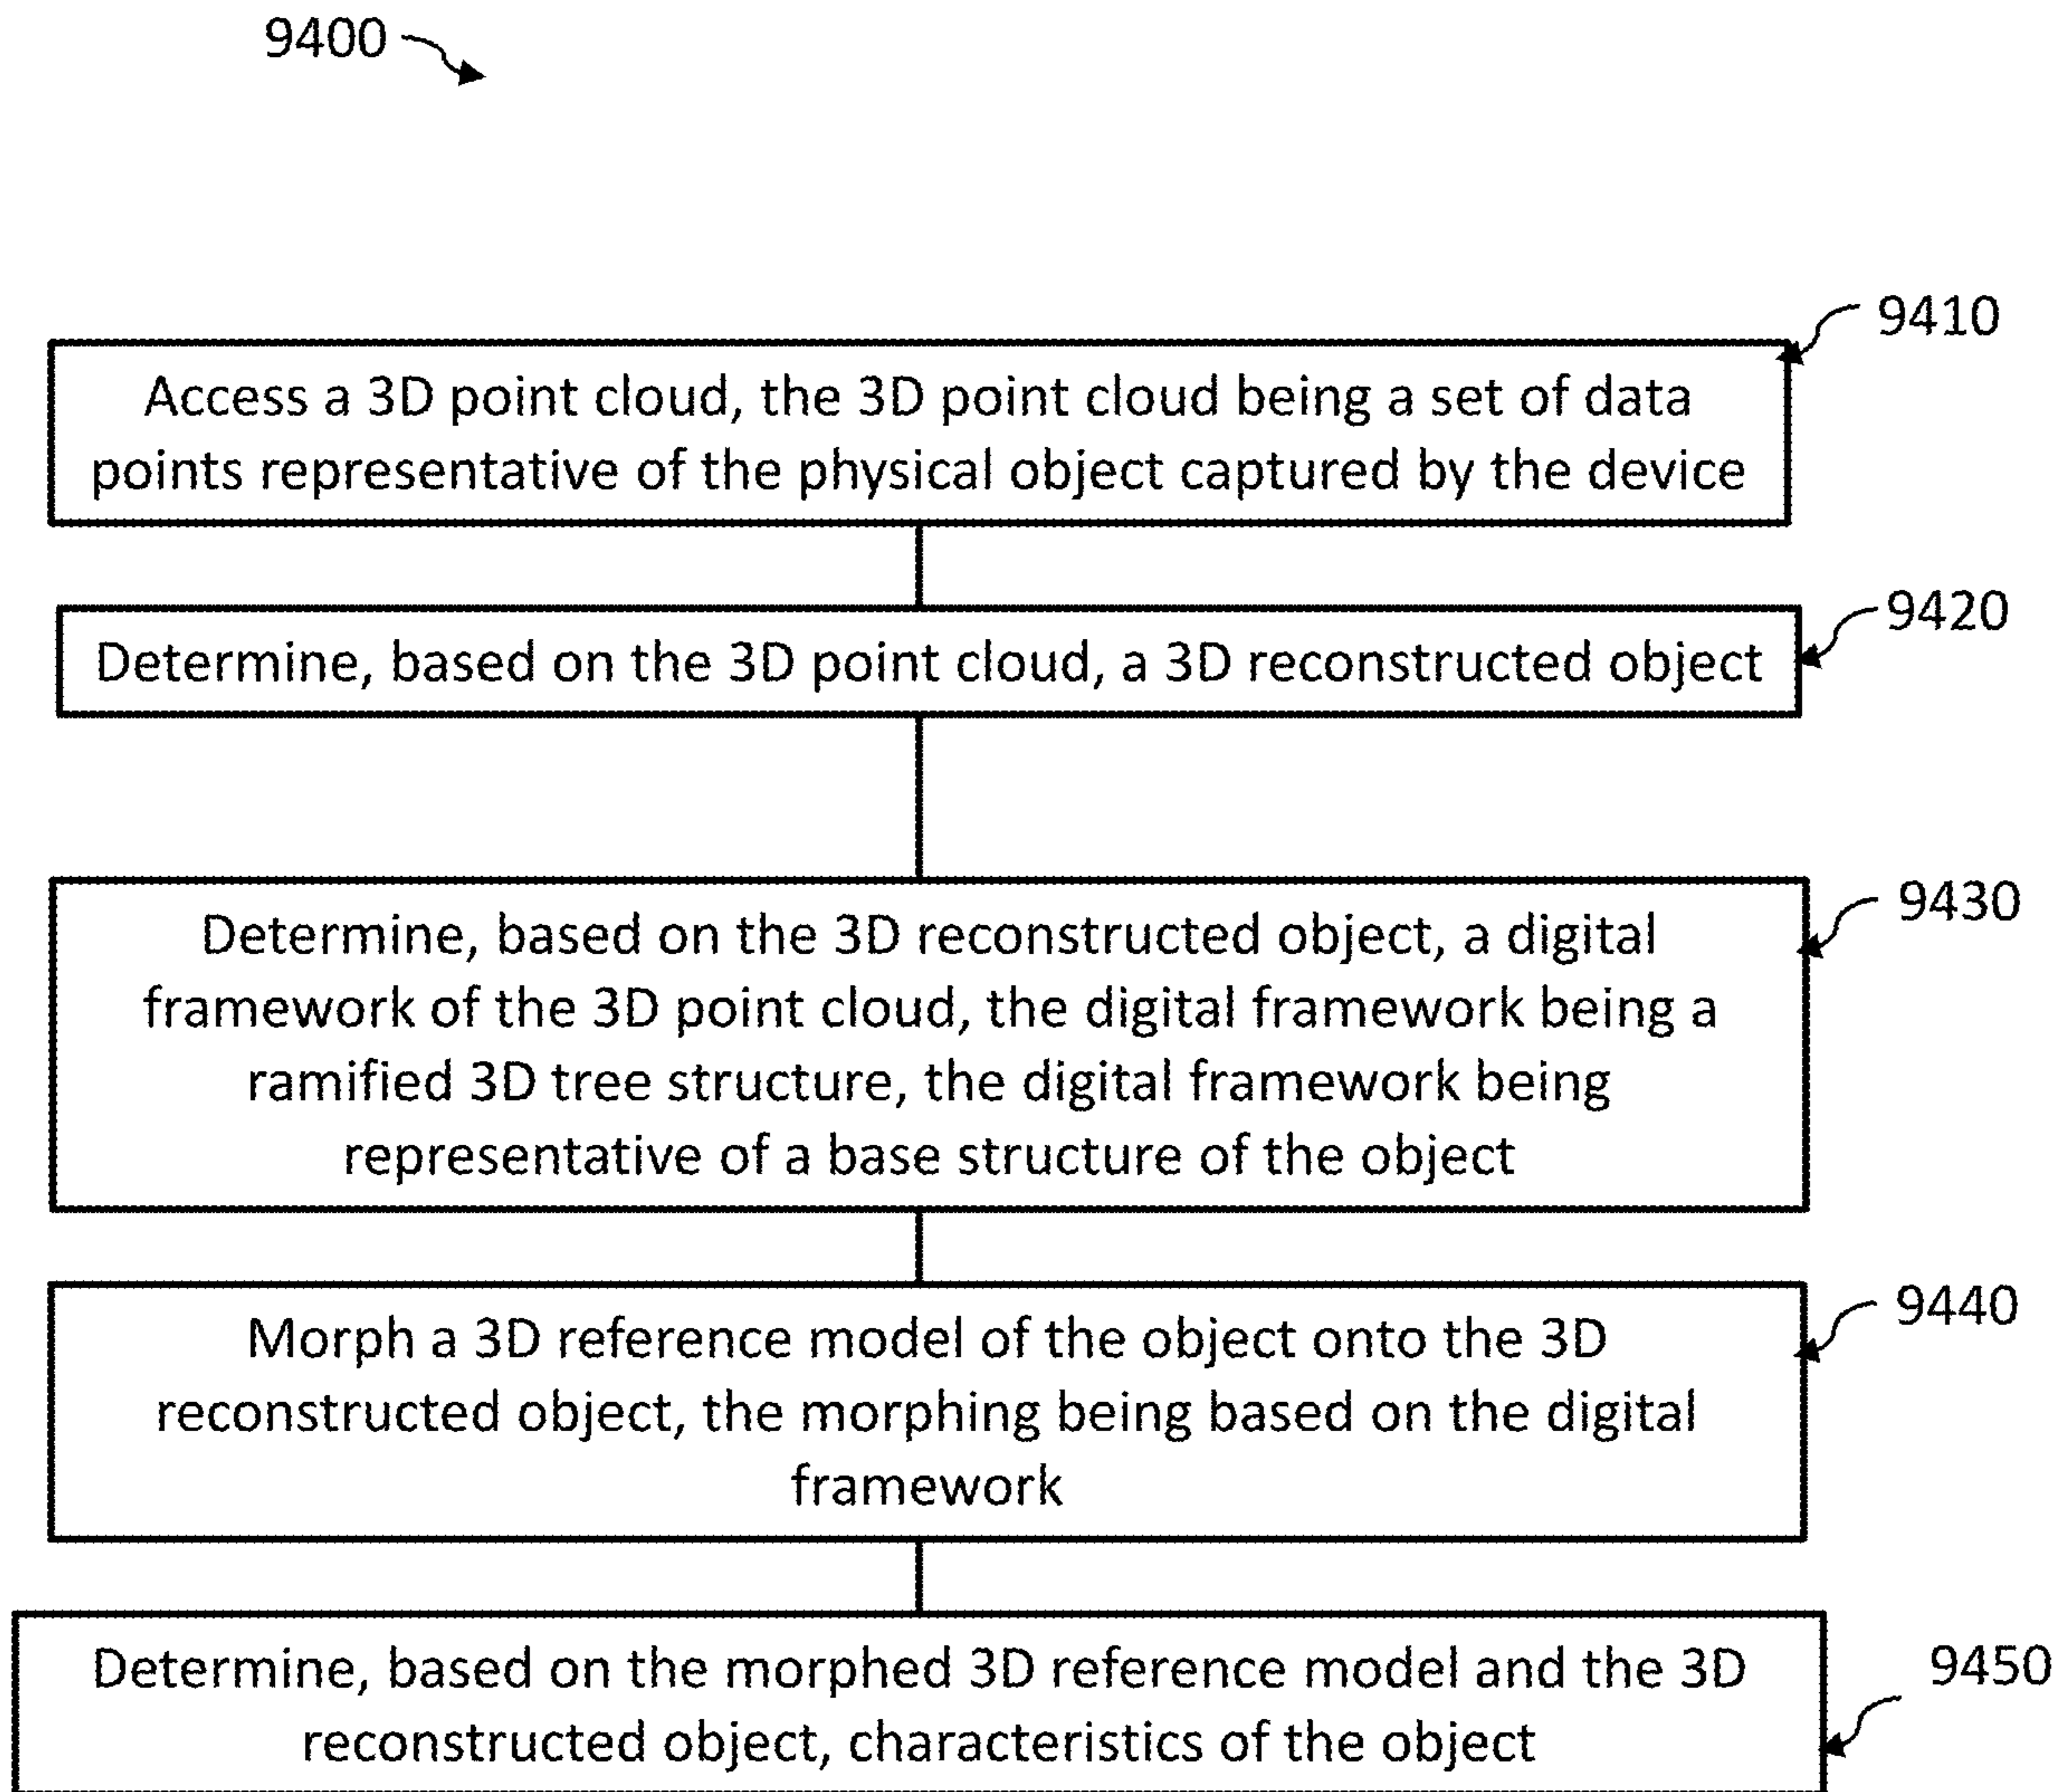 9400
9410
Access a 3D point cloud, the 3D point cloud being a set of data
points representative of the physical object captured by the device
9420
Determine, based on the 3D point cloud, a 3D reconstructed object
9430
Determine, based on the 3D reconstructed object, a digital
framework of the 3D point cloud, the digital framework being a
ramified 3D tree structure, the digital framework being
representative of a base structure of the object
9440
Morph a 3D reference model of the object onto the 3D
reconstructed object, the morphing being based on the digital
framework
9450
Determine, based on the morphed 3D reference model and the 3D
reconstructed object, characteristics of the object